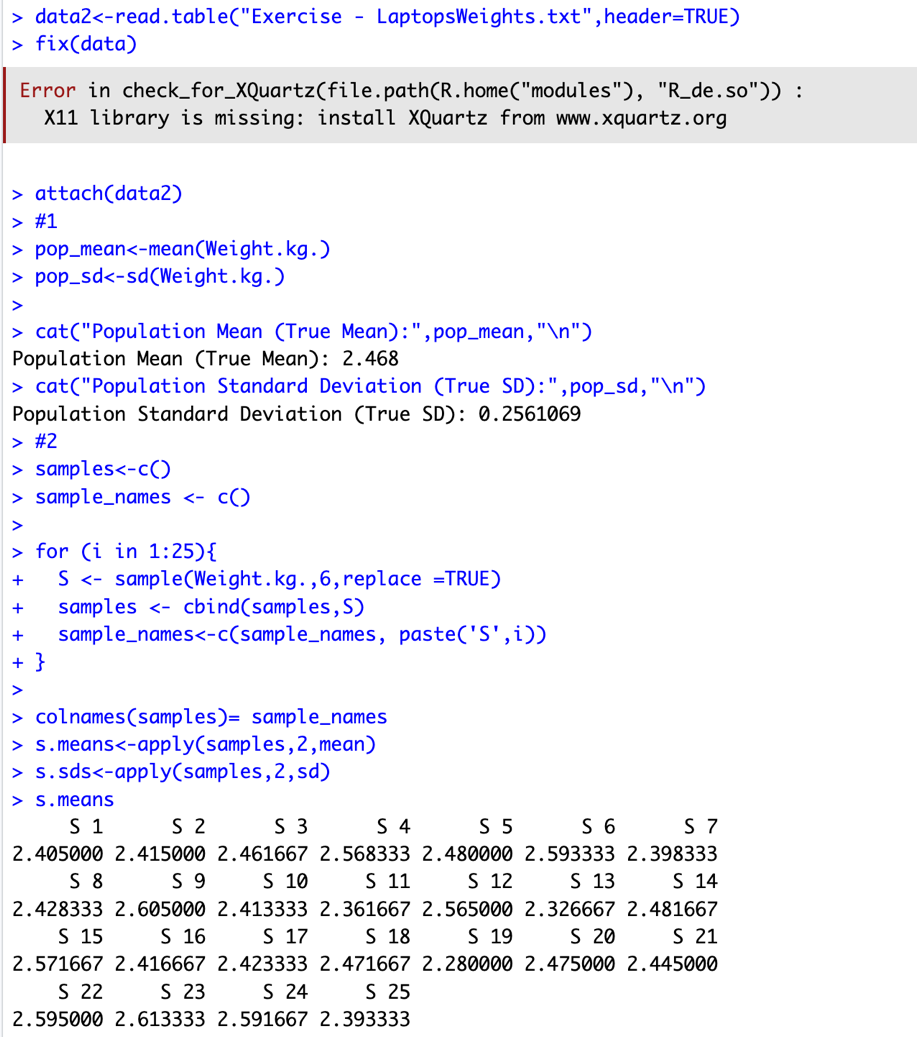 > data2<-read.table("Exercise - LaptopsWeights.txt",header=TRUE)
> fix(data)
Error in check_for_XQuartz(file.path(R.home("modules"), "R_de.so")) :
  X11 library is missing: install XQuartz from www.xquartz.org
> attach(data2)
> #1
> pop_mean<-mean(Weight.kg.)
> pop_sd<-sd(Weight.kg.)
>
> cat("Population Mean (True Mean):",pop_mean,"\n")
Population Mean (True Mean): 2.468
> cat("Population Standard Deviation (True SD):",pop_sd,"\n")
Population Standard Deviation (True SD): 0.2561069
> #2
> samples<-c()
> sample_names <- c()
>
> for (i in 1:25){
+   S <- sample(Weight.kg.,6,replace =TRUE)
+   samples <- cbind(samples,S)
+   sample_names<-c(sample_names, paste('S',i))
+ }
>
> colnames(samples)= sample_names
> s.means<-apply(samples,2,mean)
> s.sds<-apply(samples,2,sd)
> s.means
     S 1      S 2      S 3      S 4      S 5      S 6      S 7
2.405000 2.415000 2.461667 2.568333 2.480000 2.593333 2.398333
     S 8      S 9     S 10     S 11     S 12     S 13     S 14
2.428333 2.605000 2.413333 2.361667 2.565000 2.326667 2.481667
    S 15     S 16     S 17     S 18     S 19     S 20     S 21
2.571667 2.416667 2.423333 2.471667 2.280000 2.475000 2.445000
    S 22     S 23     S 24     S 25
2.595000 2.613333 2.591667 2.393333